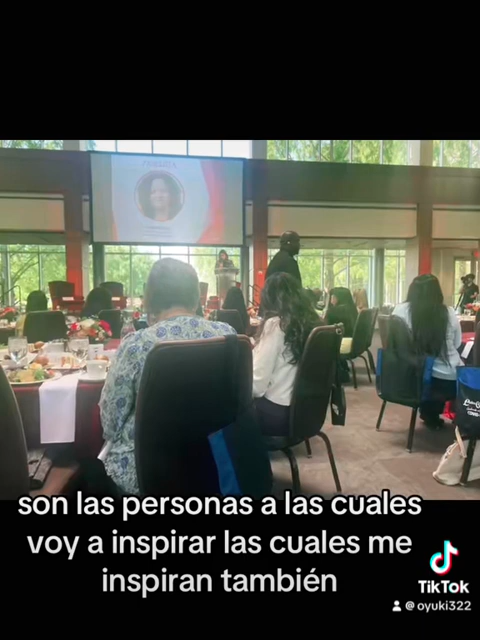 son las personas a las cuales
voy a inspirar las cuales me
inspiran también
TikTok
@oyuki322